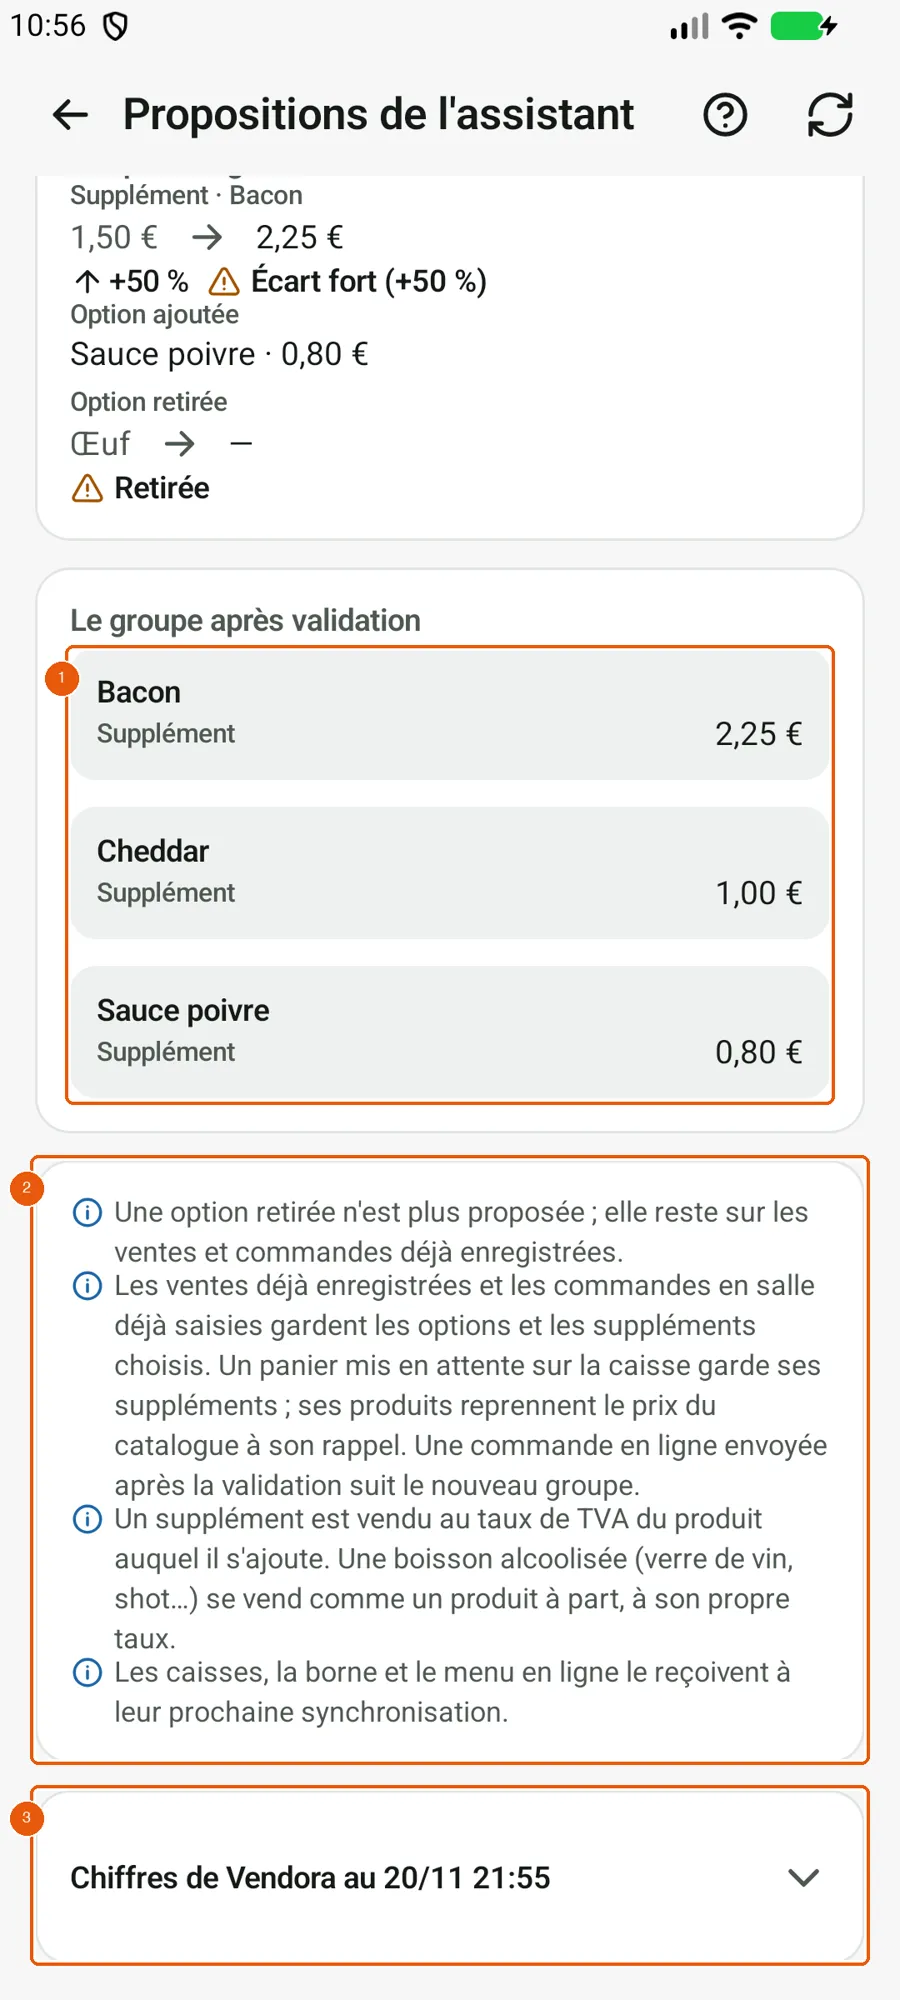 10:56
Propositions de l'assistant
Supplément · Bacon
1,50 € → 2,25 €
↑ +50 % Écart fort (+50 %)
Option ajoutée
Sauce poivre · 0,80 €
Option retirée
Œuf → —
Retirée
Le groupe après validation
1
Bacon
Supplément
2,25 €
Cheddar
Supplément
1,00 €
Sauce poivre
Supplément
0,80 €
2
Une option retirée n'est plus proposée ; elle reste sur les
ventes et commandes déjà enregistrées.
Les ventes déjà enregistrées et les commandes en salle
déjà saisies gardent les options et les suppléments
choisis. Un panier mis en attente sur la caisse garde ses
suppléments ; ses produits reprennent le prix du
catalogue à son rappel. Une commande en ligne envoyée
après la validation suit le nouveau groupe.
Un supplément est vendu au taux de TVA du produit
auquel il s'ajoute. Une boisson alcoolisée (verre de vin,
shot…) se vend comme un produit à part, à son propre
taux.
Les caisses, la borne et le menu en ligne le reçoivent à
leur prochaine synchronisation.
3
Chiffres de Vendora au 20/11 21:55